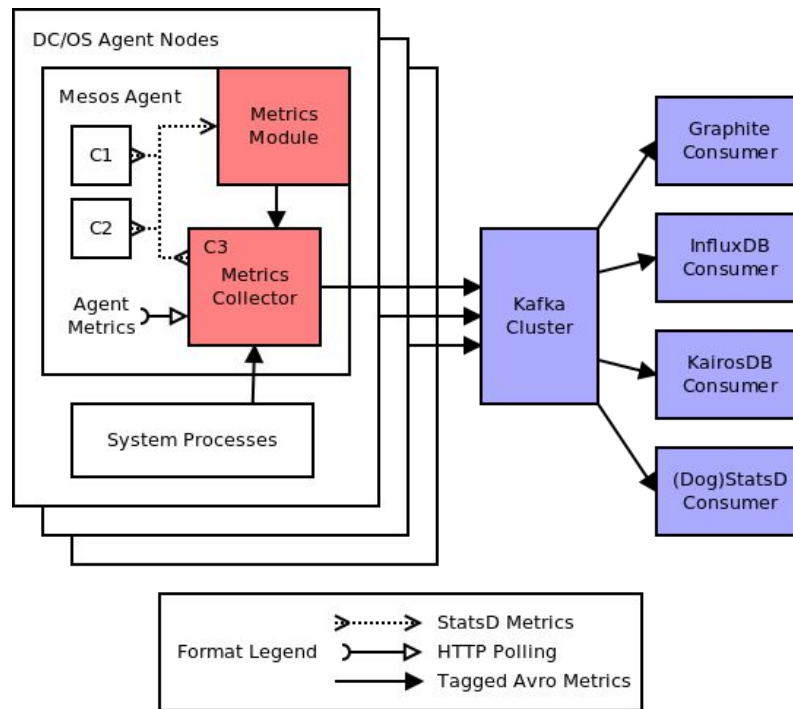 DC/OS Agent Nodes
Mesos Agent
Metrics
Module
C1
C2
C3
Metrics
Collector
Agent
Metrics
System Processes
Kafka
Cluster
Graphite
Consumer
InfluxDB
Consumer
KairosDB
Consumer
(Dog)StatsD
Consumer
Format Legend
StatsD Metrics
HTTP Polling
Tagged Avro Metrics